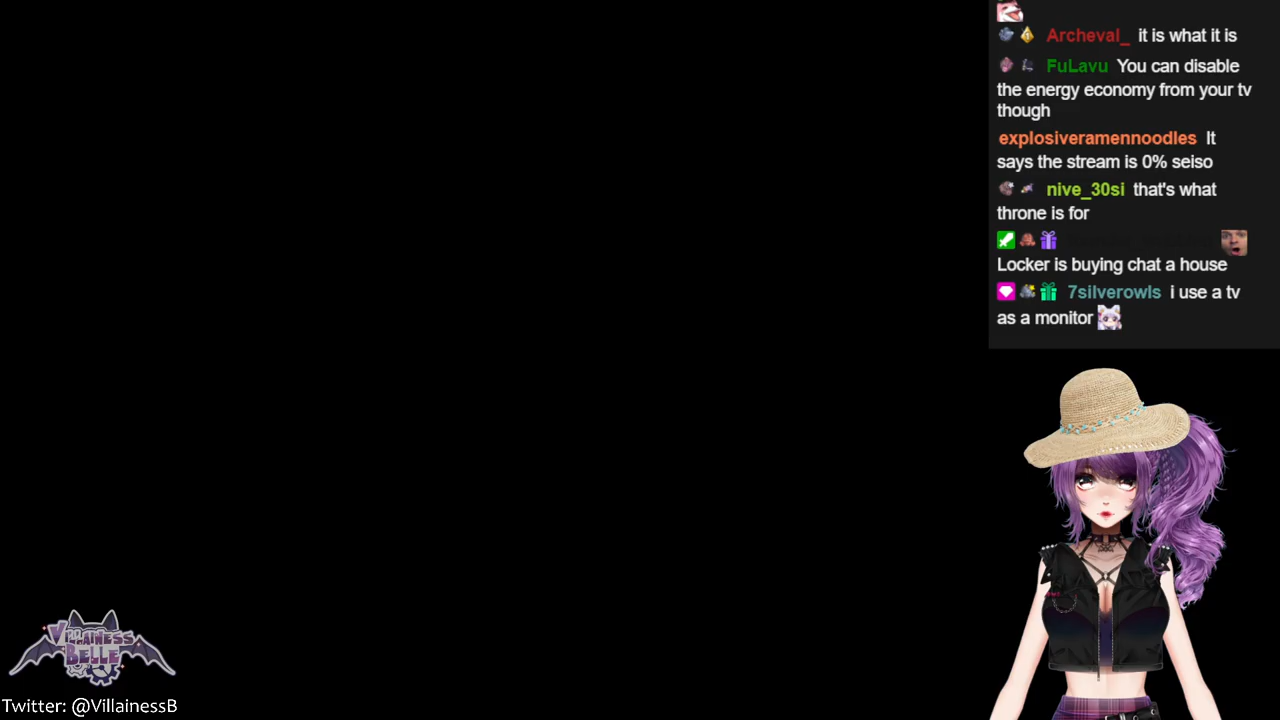 Archeval_ it is what it is
FuLavu You can disable
the energy economy from your tv
though
explosiveramennoodles It
says the stream is 0% seiso
nive_30si that's what
throne is for
Locker is buying chat a house
7silverowls i use a tv
as a monitor
VILLAINESS
BELLE
Twitter: @VillainessB